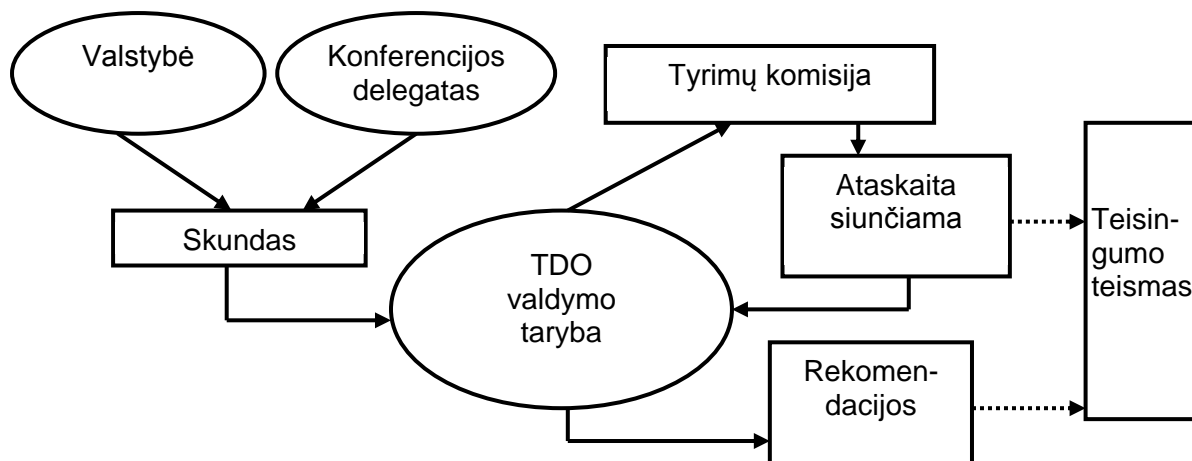 Valstybė
Konferencijos
delegatas
Tyrimų komisija
Ataskaita
siunčiama
Skundas
TDO
valdymo
taryba
Teisin-
gumo
teismas
Rekomen-
dacijos